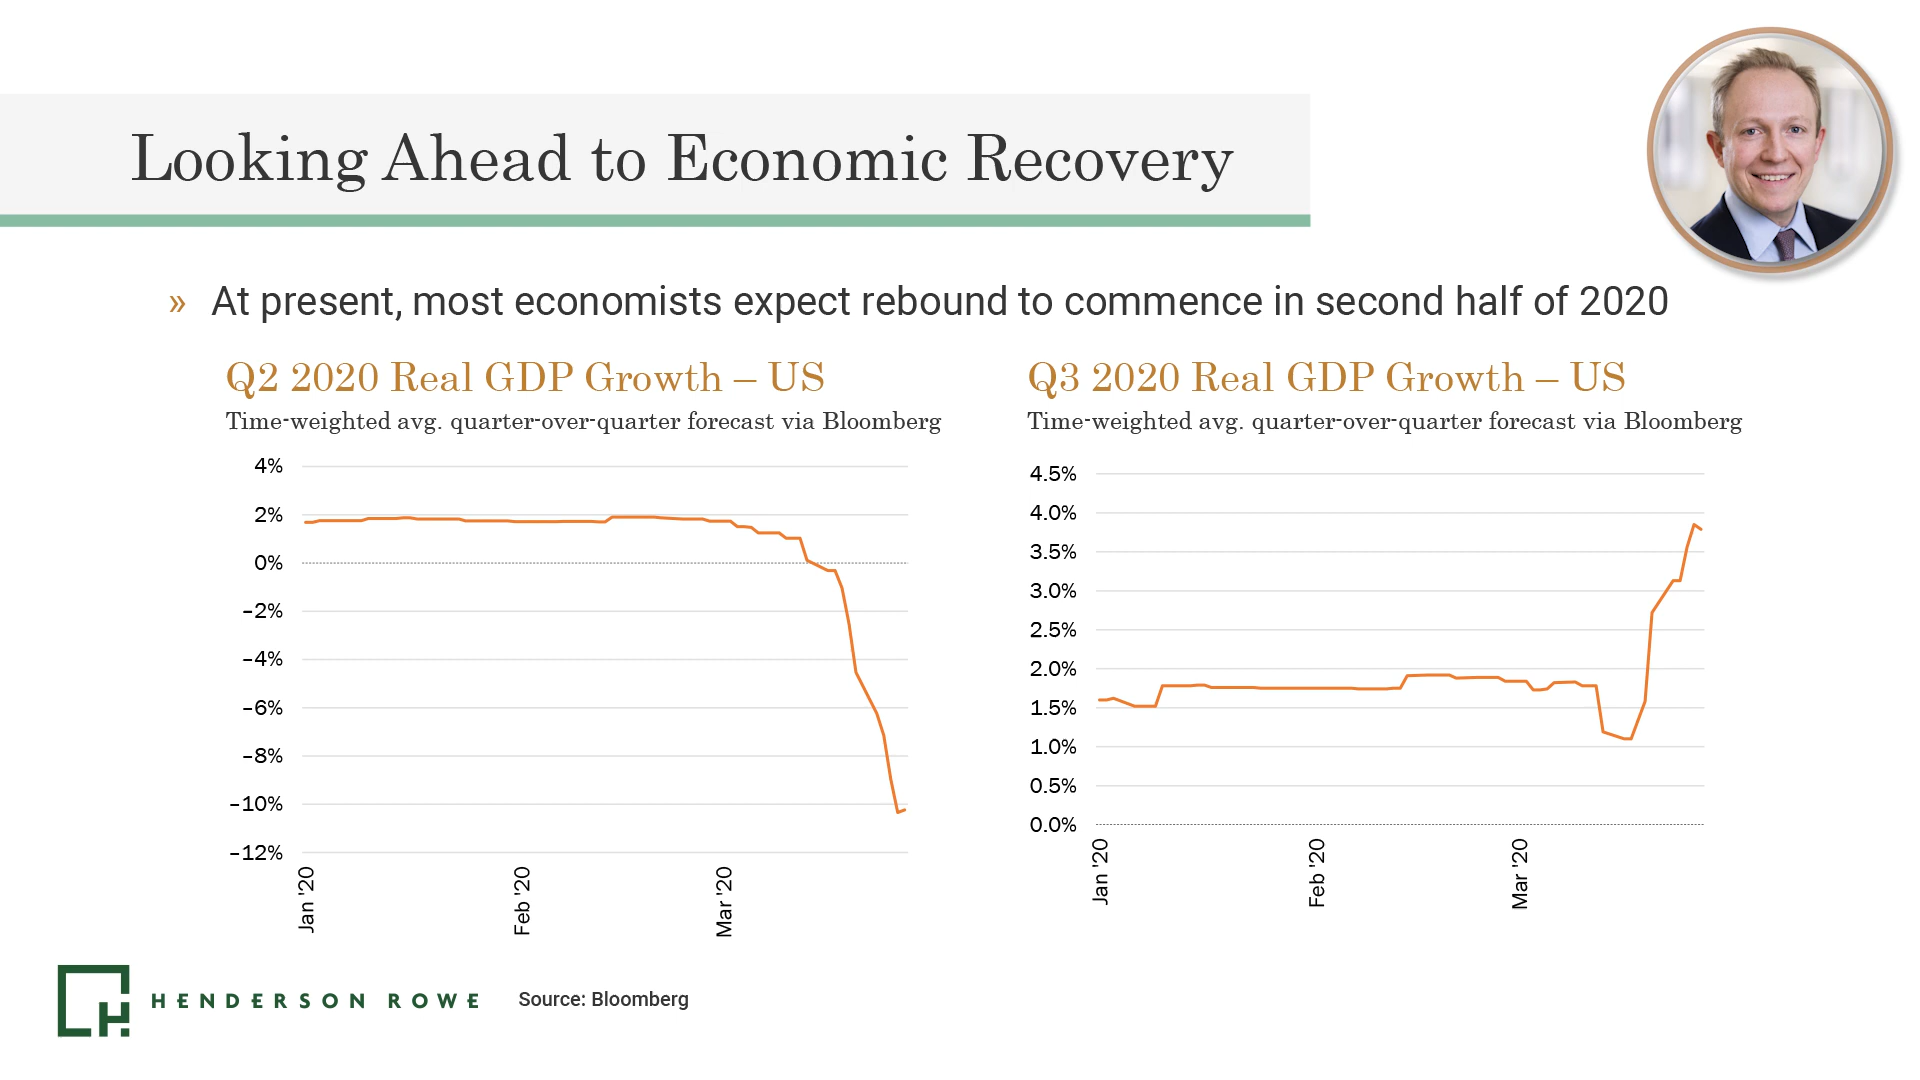 Looking Ahead to Economic Recovery
» At present, most economists expect rebound to commence in second half of 2020
Q2 2020 Real GDP Growth – US
Time-weighted avg. quarter-over-quarter forecast via Bloomberg
4%
2%
0%
–2%
–4%
–6%
–8%
–10%
–12%
Jan '20
Feb '20
Mar '20
Q3 2020 Real GDP Growth – US
Time-weighted avg. quarter-over-quarter forecast via Bloomberg
4.5%
4.0%
3.5%
3.0%
2.5%
2.0%
1.5%
1.0%
0.5%
0.0%
Jan '20
Feb '20
Mar '20
HENDERSON ROWE
Source: Bloomberg